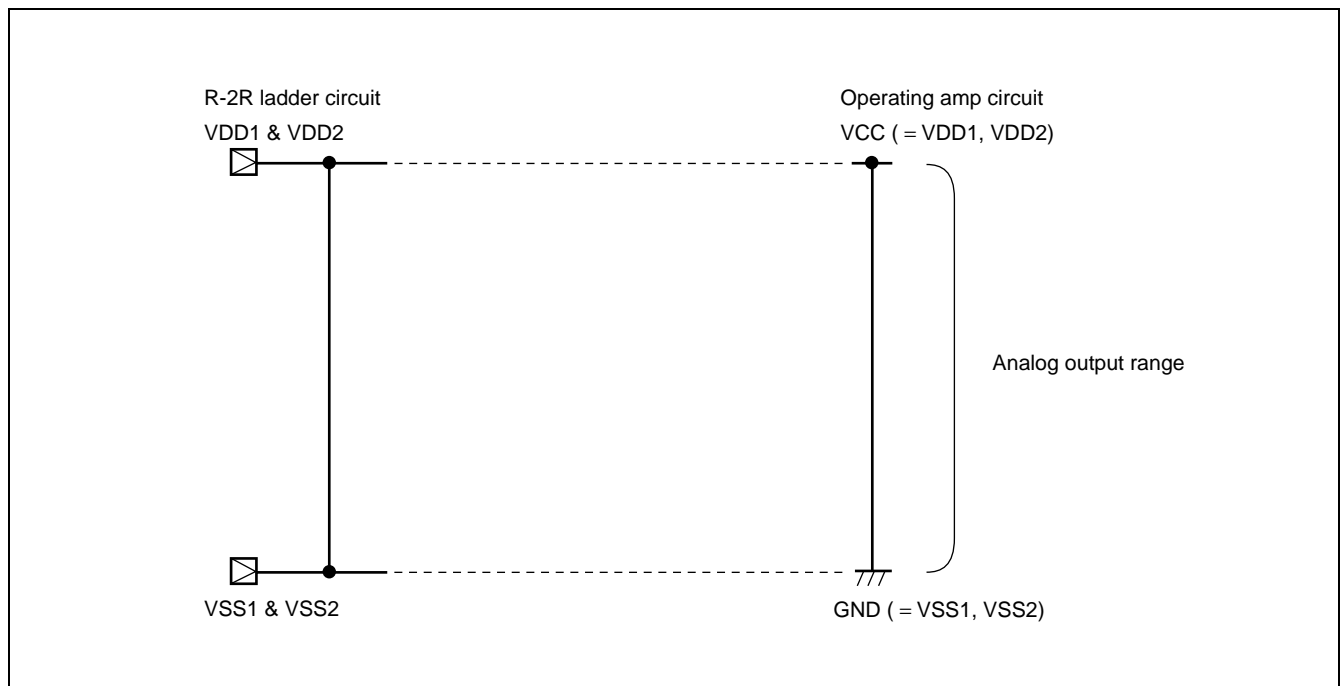 R-2R ladder circuit
VDD1 & VDD2
Operating amp circuit
VCC ( = VDD1, VDD2)
Analog output range
VSS1 & VSS2
GND ( = VSS1, VSS2)